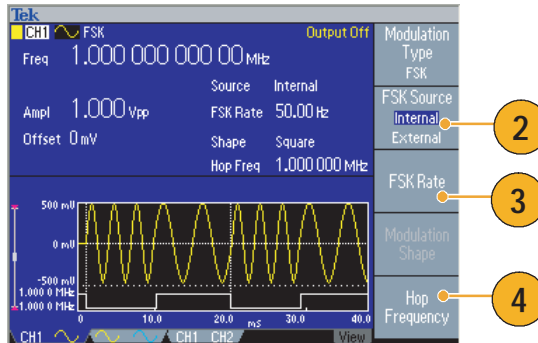 Tek
CH1 FSK Output Off
Freq 1.000 000 000 00 MHz
Source Internal
Ampl 1.000 Vpp FSK Rate 50.00 Hz
Offset 0 mV Shape Square
Hop Freq 1.000 000 MHz
500 mV
0 mV
-500 mV
1.000 0 MHz
1.000 0 MHz
0 10.0 20.0 ms 30.0 40.0
CH1 CH1 CH2 View
Modulation
Type
FSK
FSK Source
Internal
External
2
FSK Rate
3
Modulation
Shape
Hop
Frequency
4